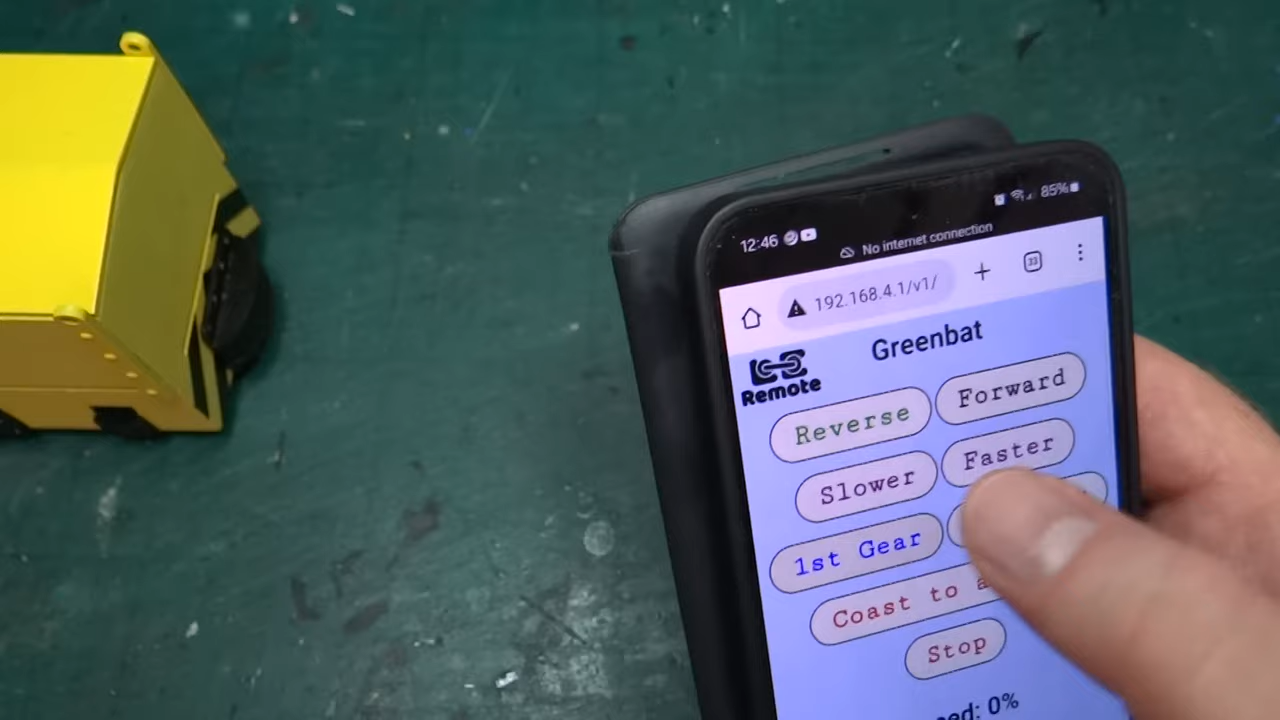 12:46 85%
No internet connection
192.168.4.1/v1/ 33
Greenbat
Remote
Reverse Forward
Slower Faster
1st Gear
Coast to a
Stop
0%